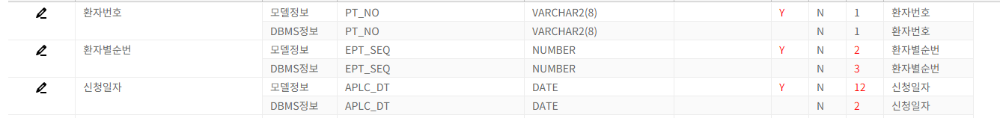 환자번호 모델정보 PT_NO VARCHAR2(8) Y N 1 환자번호
DBMS정보 PT_NO VARCHAR2(8) N 1 환자번호
환자별순번 모델정보 EPT_SEQ NUMBER Y N 2 환자별순번
DBMS정보 EPT_SEQ NUMBER N 3 환자별순번
신청일자 모델정보 APLC_DT DATE Y N 12 신청일자
DBMS정보 APLC_DT DATE N 2 신청일자